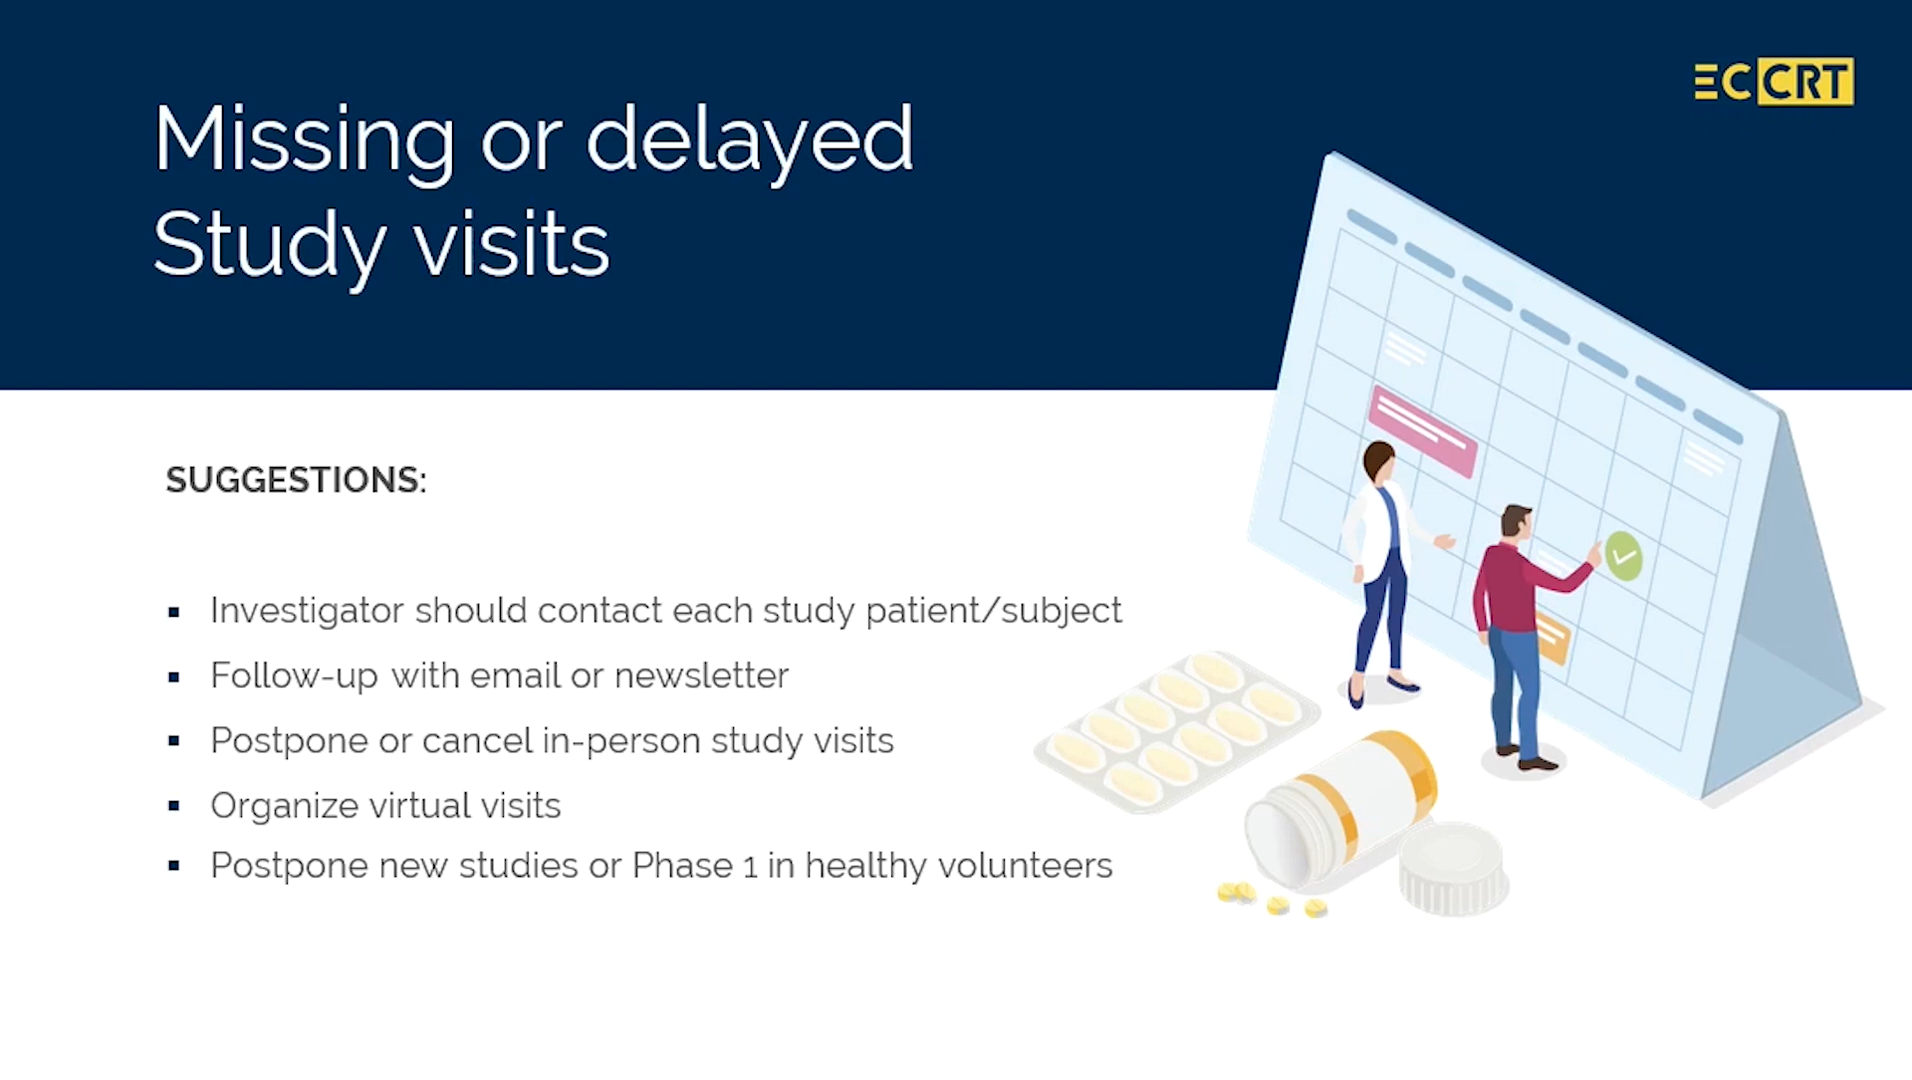 ECCRT
Missing or delayed
Study visits
SUGGESTIONS:
▪ Investigator should contact each study patient/subject
▪ Follow-up with email or newsletter
▪ Postpone or cancel in-person study visits
▪ Organize virtual visits
▪ Postpone new studies or Phase 1 in healthy volunteers